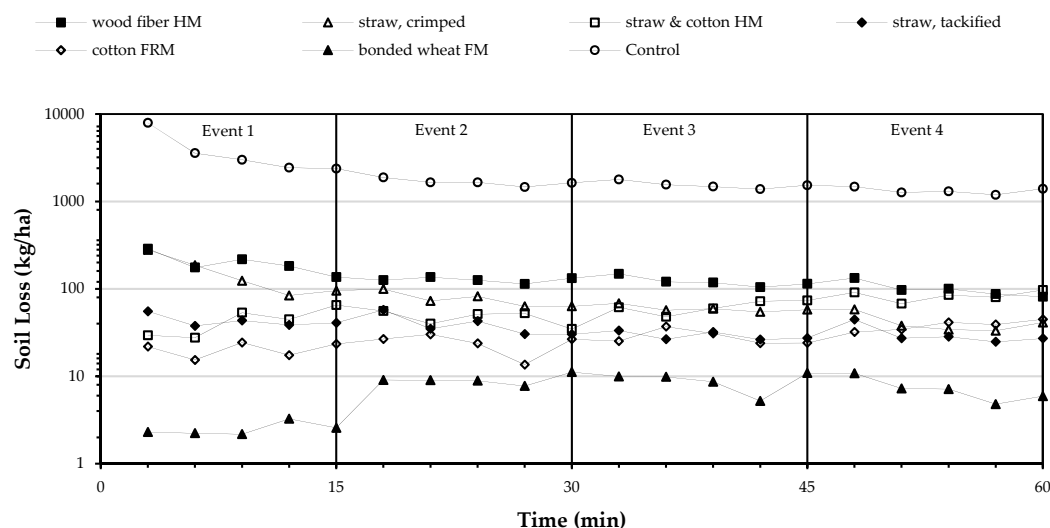 wood fiber HM straw, crimped straw & cotton HM straw, tackified
cotton FRM bonded wheat FM Control
10000
Event 1 Event 2 Event 3 Event 4
1000
100
10
1
0 15 30 45 60
Soil Loss (kg/ha)
Time (min)